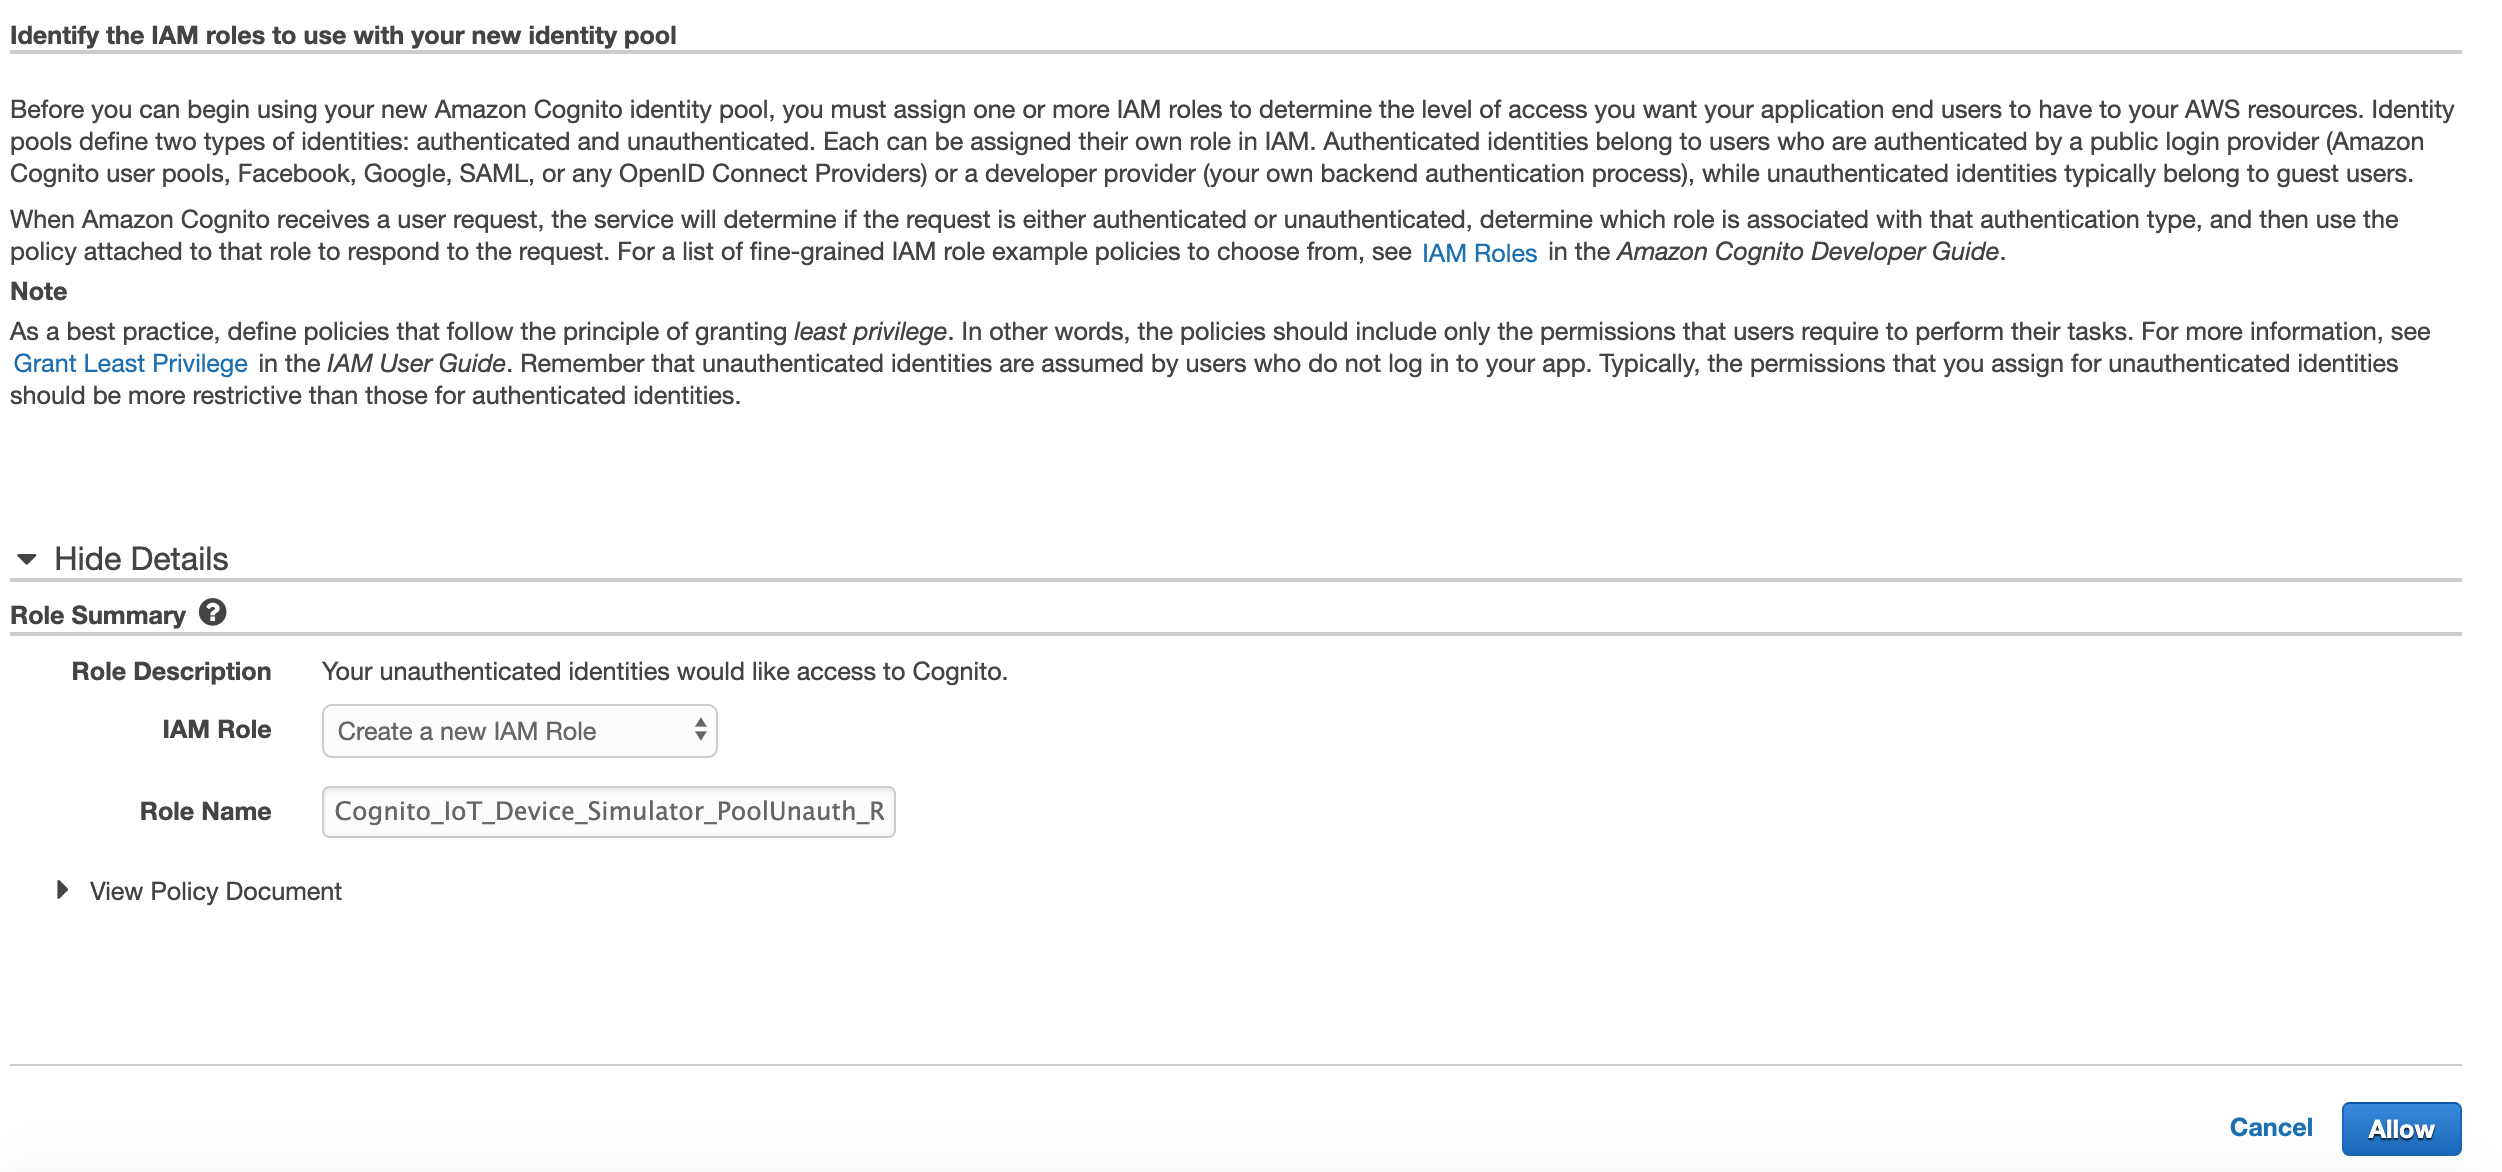 Identify the IAM roles to use with your new identity pool
Before you can begin using your new Amazon Cognito identity pool, you must assign one or more IAM roles to determine the level of access you want your application end users to have to your AWS resources. Identity
pools define two types of identities: authenticated and unauthenticated. Each can be assigned their own role in IAM. Authenticated identities belong to users who are authenticated by a public login provider (Amazon
Cognito user pools, Facebook, Google, SAML, or any OpenID Connect Providers) or a developer provider (your own backend authentication process), while unauthenticated identities typically belong to guest users.
When Amazon Cognito receives a user request, the service will determine if the request is either authenticated or unauthenticated, determine which role is associated with that authentication type, and then use the
policy attached to that role to respond to the request. For a list of fine-grained IAM role example policies to choose from, see IAM Roles in the Amazon Cognito Developer Guide.
Note
As a best practice, define policies that follow the principle of granting least privilege. In other words, the policies should include only the permissions that users require to perform their tasks. For more information, see
Grant Least Privilege in the IAM User Guide. Remember that unauthenticated identities are assumed by users who do not log in to your app. Typically, the permissions that you assign for unauthenticated identities
should be more restrictive than those for authenticated identities.
Hide Details
Role Summary ?
Role Description Your unauthenticated identities would like access to Cognito.
IAM Role Create a new IAM Role
Role Name Cognito_IoT_Device_Simulator_PoolUnauth_R
View Policy Document
Cancel Allow